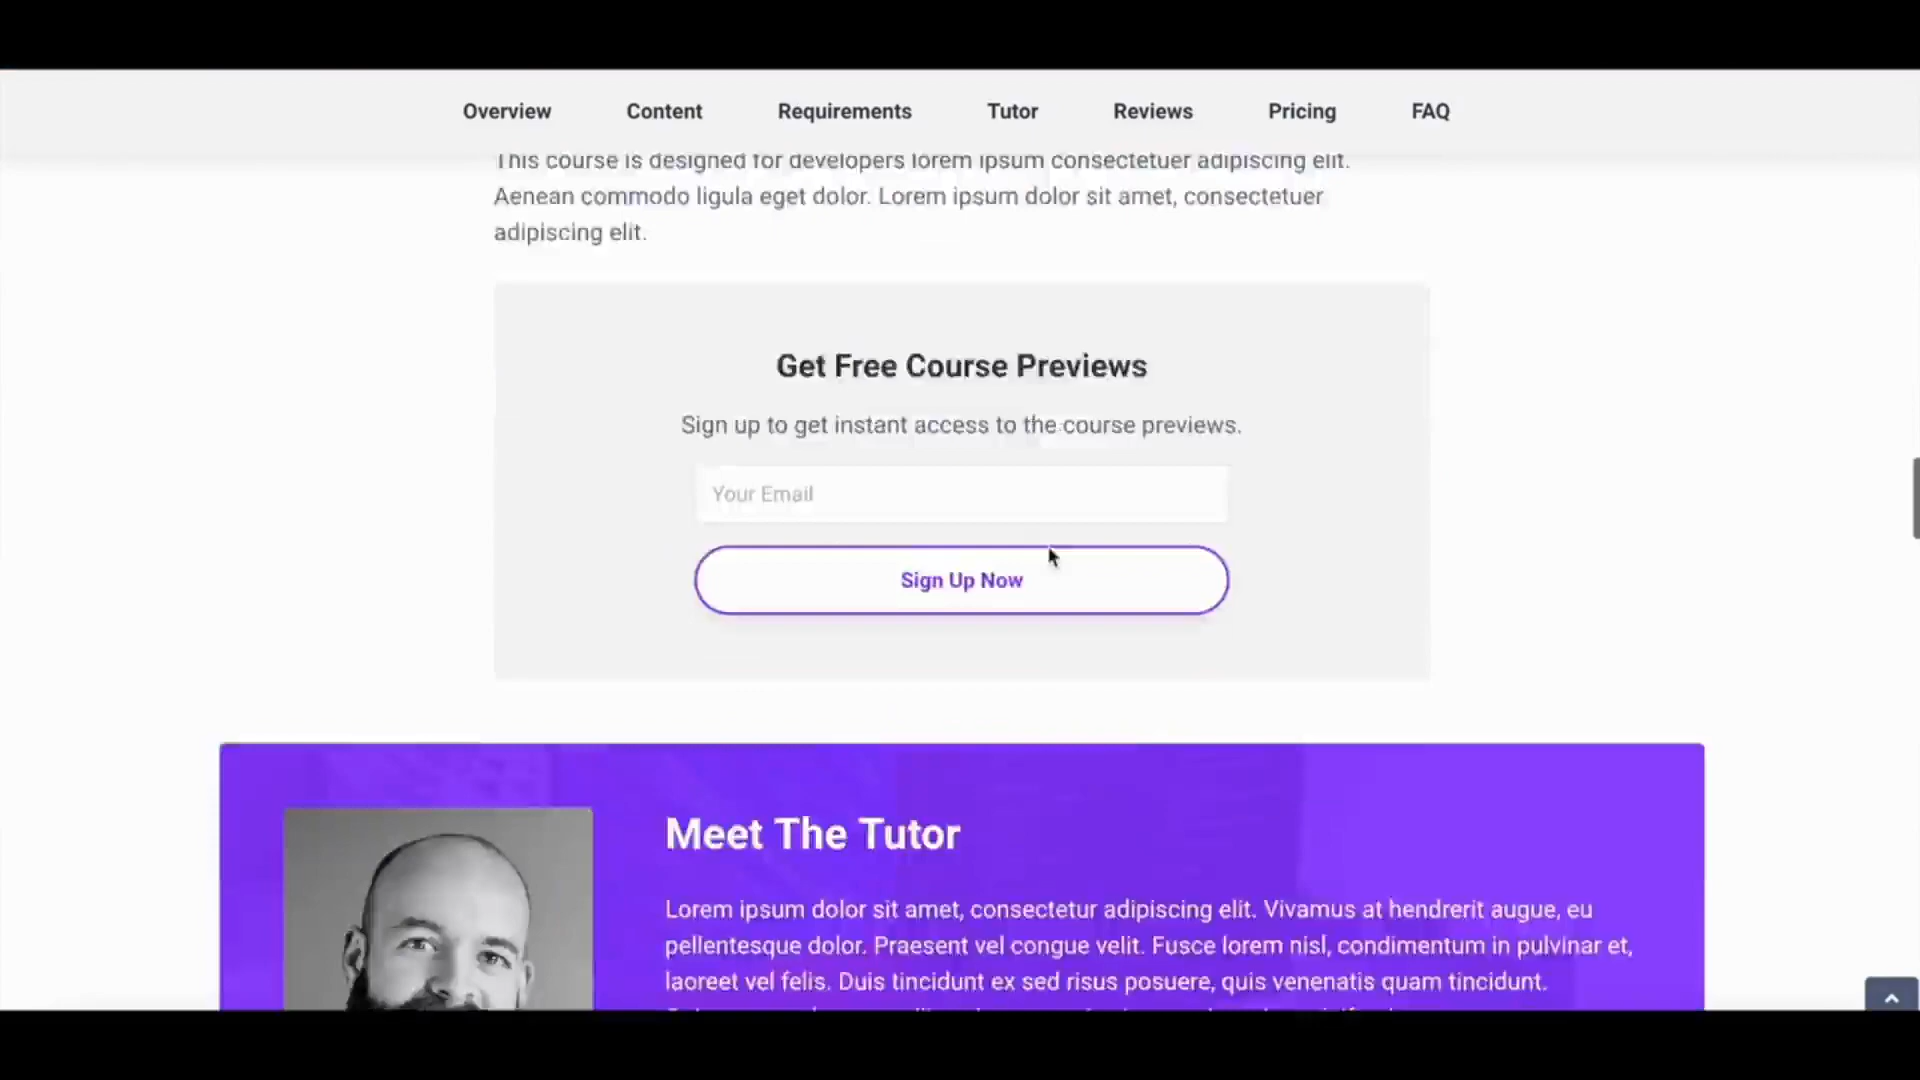 Overview Content Requirements Tutor Reviews Pricing FAQ
This course is designed for developers lorem ipsum consectetuer adipiscing elit.
Aenean commodo ligula eget dolor. Lorem ipsum dolor sit amet, consectetuer
adipiscing elit.
Get Free Course Previews
Sign up to get instant access to the course previews.
Your Email
Sign Up Now
Meet The Tutor
Lorem ipsum dolor sit amet, consectetur adipiscing elit. Vivamus at hendrerit augue, eu
pellentesque dolor. Praesent vel congue velit. Fusce lorem nisl, condimentum in pulvinar et,
laoreet vel felis. Duis tincidunt ex sed risus posuere, quis venenatis quam tincidunt.